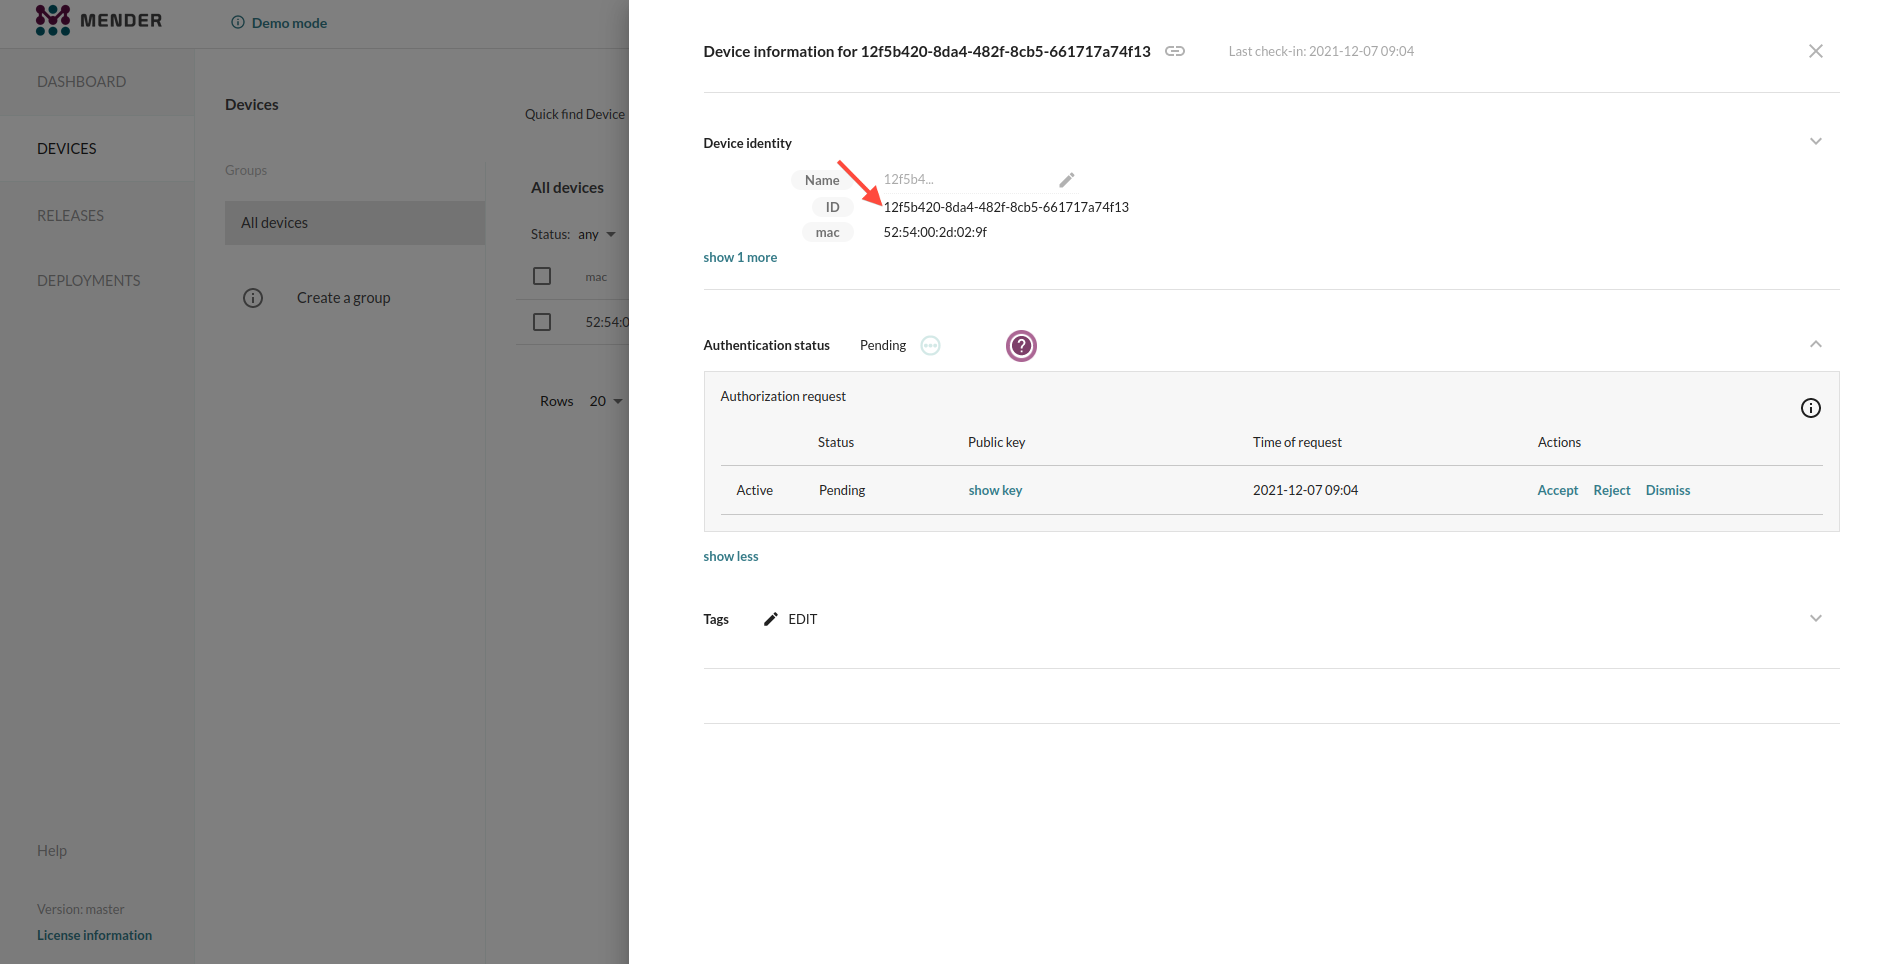 MENDER
Demo mode
DASHBOARD
DEVICES
RELEASES
DEPLOYMENTS
Help
Version: master
License information
Devices
Groups
All devices
Create a group
Quick find Device
All devices
Status: any
mac
52:54:0
Rows 20
Device information for 12f5b420-8da4-482f-8cb5-661717a74f13
Last check-in: 2021-12-07 09:04
Device identity
Name 12f5b4...
ID 12f5b420-8da4-482f-8cb5-661717a74f13
mac 52:54:00:2d:02:9f
show 1 more
Authentication status Pending ?
Authorization request
Status Public key Time of request Actions
Active Pending show key 2021-12-07 09:04 Accept Reject Dismiss
show less
Tags EDIT